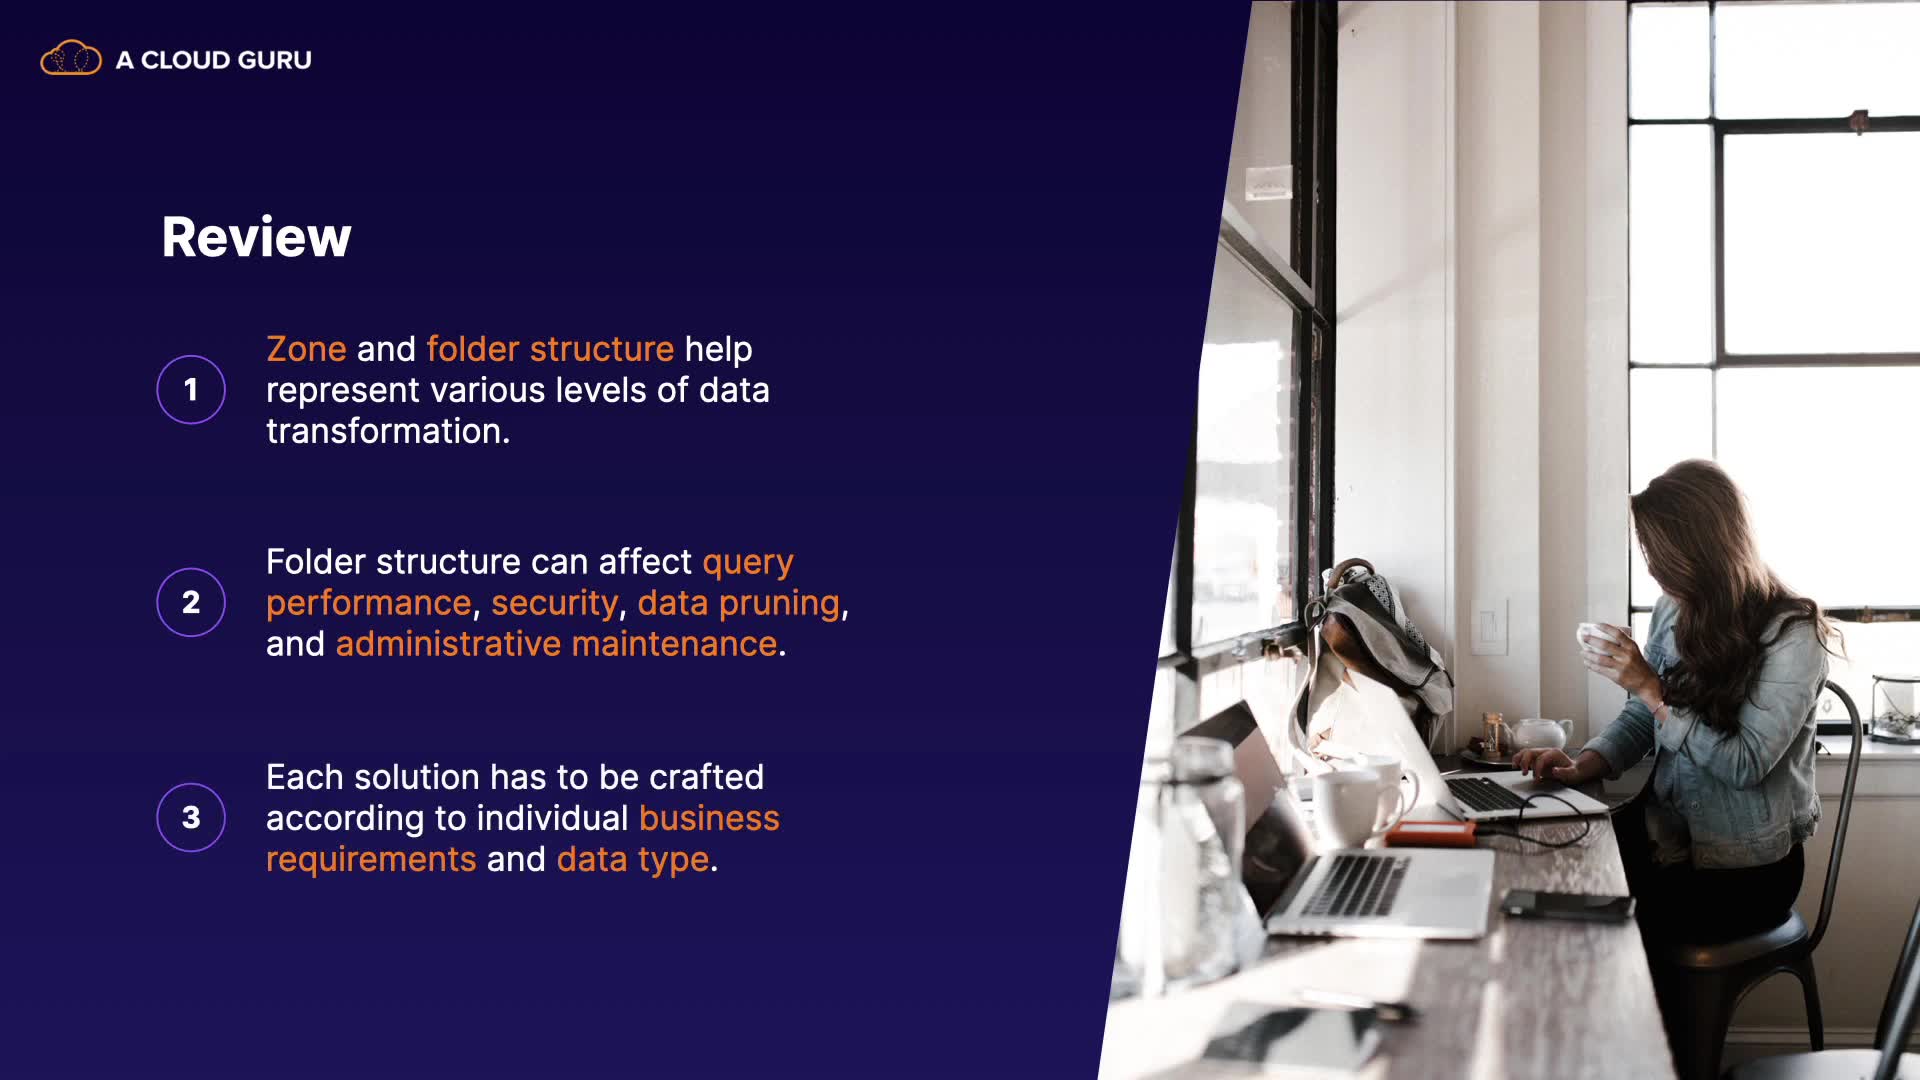 A CLOUD GURU
Review
1
Zone and folder structure help
represent various levels of data
transformation.
2
Folder structure can affect query
performance, security, data pruning,
and administrative maintenance.
3
Each solution has to be crafted
according to individual business
requirements and data type.